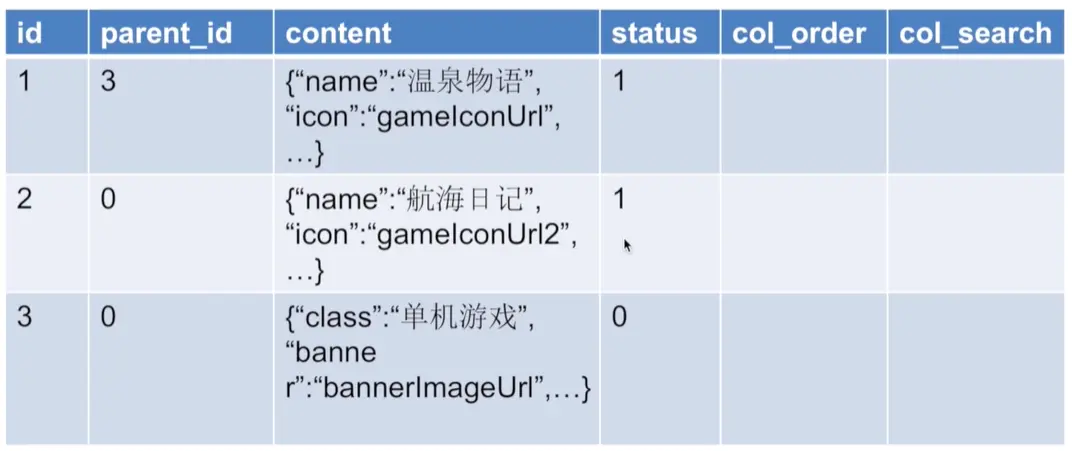 id parent_id content status col_order col_search
1 3 {“name”:“温泉物语”, 1
“icon”:“gameIconUrl”,
…}
2 0 {“name”:“航海日记”, 1
“icon”:“gameIconUrl2”,
…}
3 0 {“class”:“单机游戏”, 0
“banne
r”:“bannerImageUrl”,…}